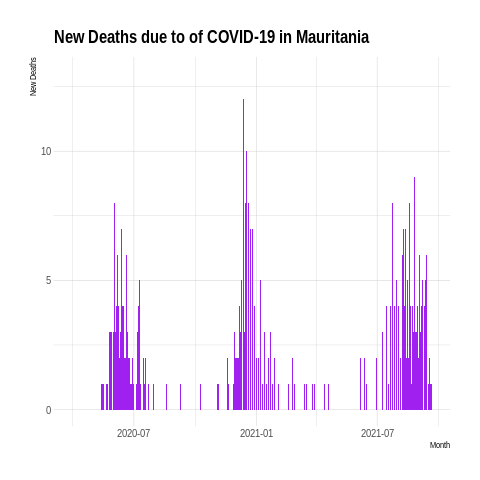 New Deaths due to of COVID-19 in Mauritania
New Deaths
10
5
0
2020-07
2021-01
2021-07
Month